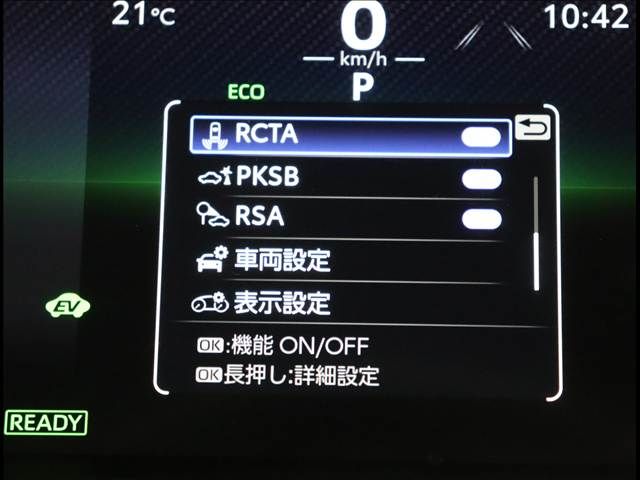 21°C
0
10:42
km/h
P
ECO
RCTA
PKSB
RSA
車両設定
EV
表示設定
OK:機能 ON/OFF
OK長押し:詳細設定
READY